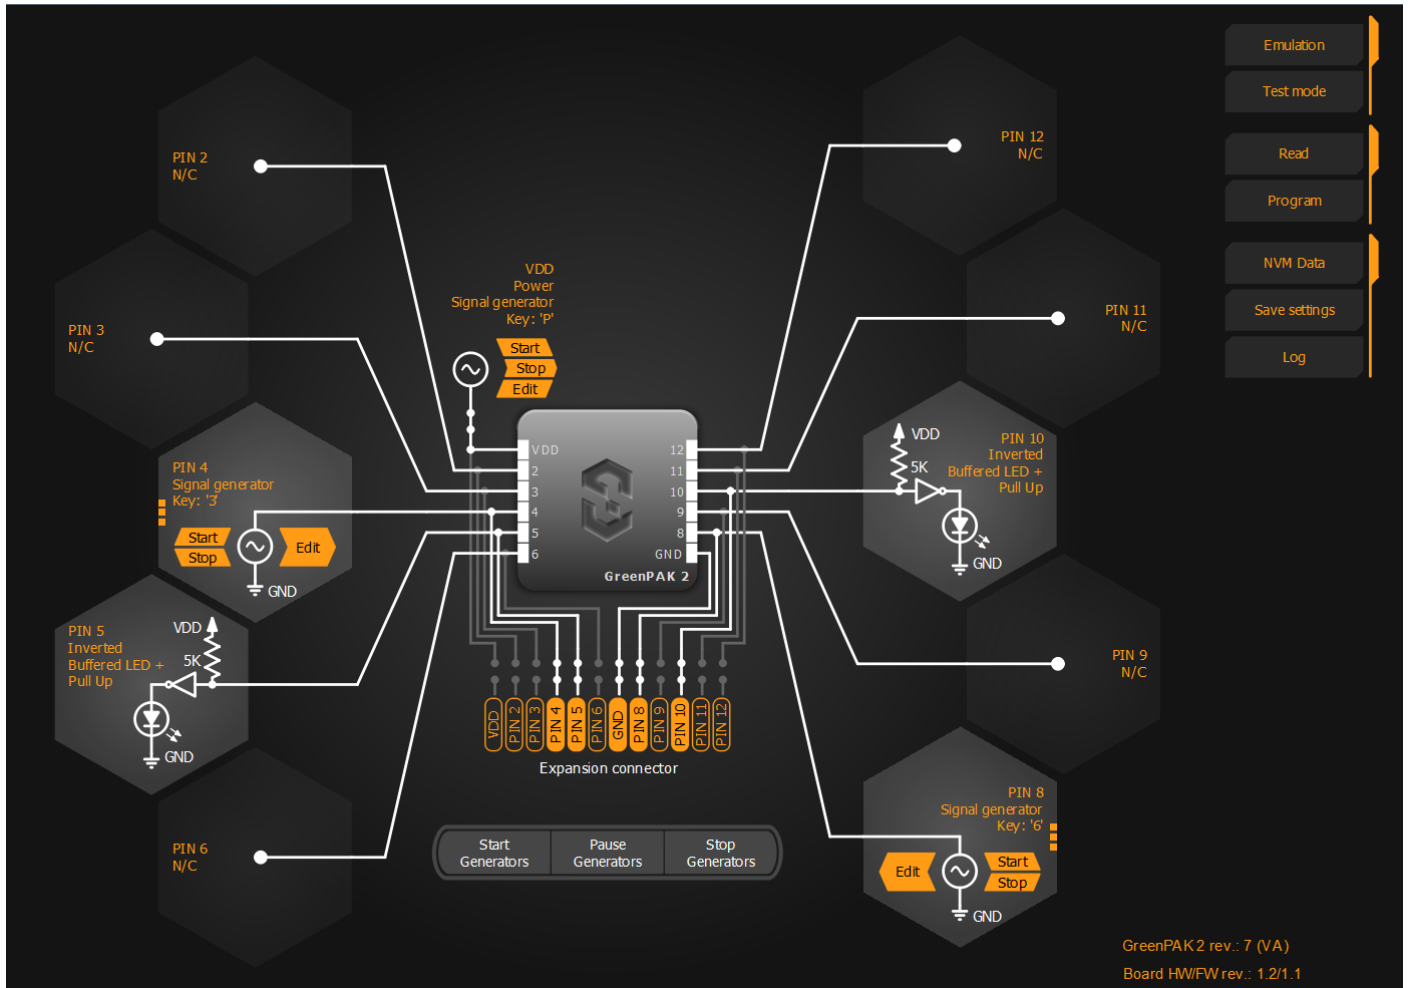 PIN 2
N/C
PIN 12
N/C
Emulation
Test mode
Read
Program
NVM Data
Save settings
Log
VDD
Power
Signal generator
Key: 'P'
Start
Stop
Edit
PIN 3
N/C
PIN 11
N/C
PIN 4
Signal generator
Key: '3'
Start
Stop
Edit
GND
VDD
2
3
4
5
6
12
11
10
9
8
GND
GreenPAK 2
VDD
5K
PIN 10
Inverted
Buffered LED +
Pull Up
GND
PIN 5
Inverted
Buffered LED +
Pull Up
VDD
5K
GND
PIN 9
N/C
VDD
PIN 2
PIN 3
PIN 4
PIN 5
PIN 6
GND
PIN 8
PIN 9
PIN 10
PIN 11
PIN 12
Expansion connector
PIN 6
N/C
Start
Generators
Pause
Generators
Stop
Generators
PIN 8
Signal generator
Key: '6'
Edit
Start
Stop
GND
GreenPAK 2 rev.: 7 (VA)
Board HW/FW rev.: 1.2/1.1